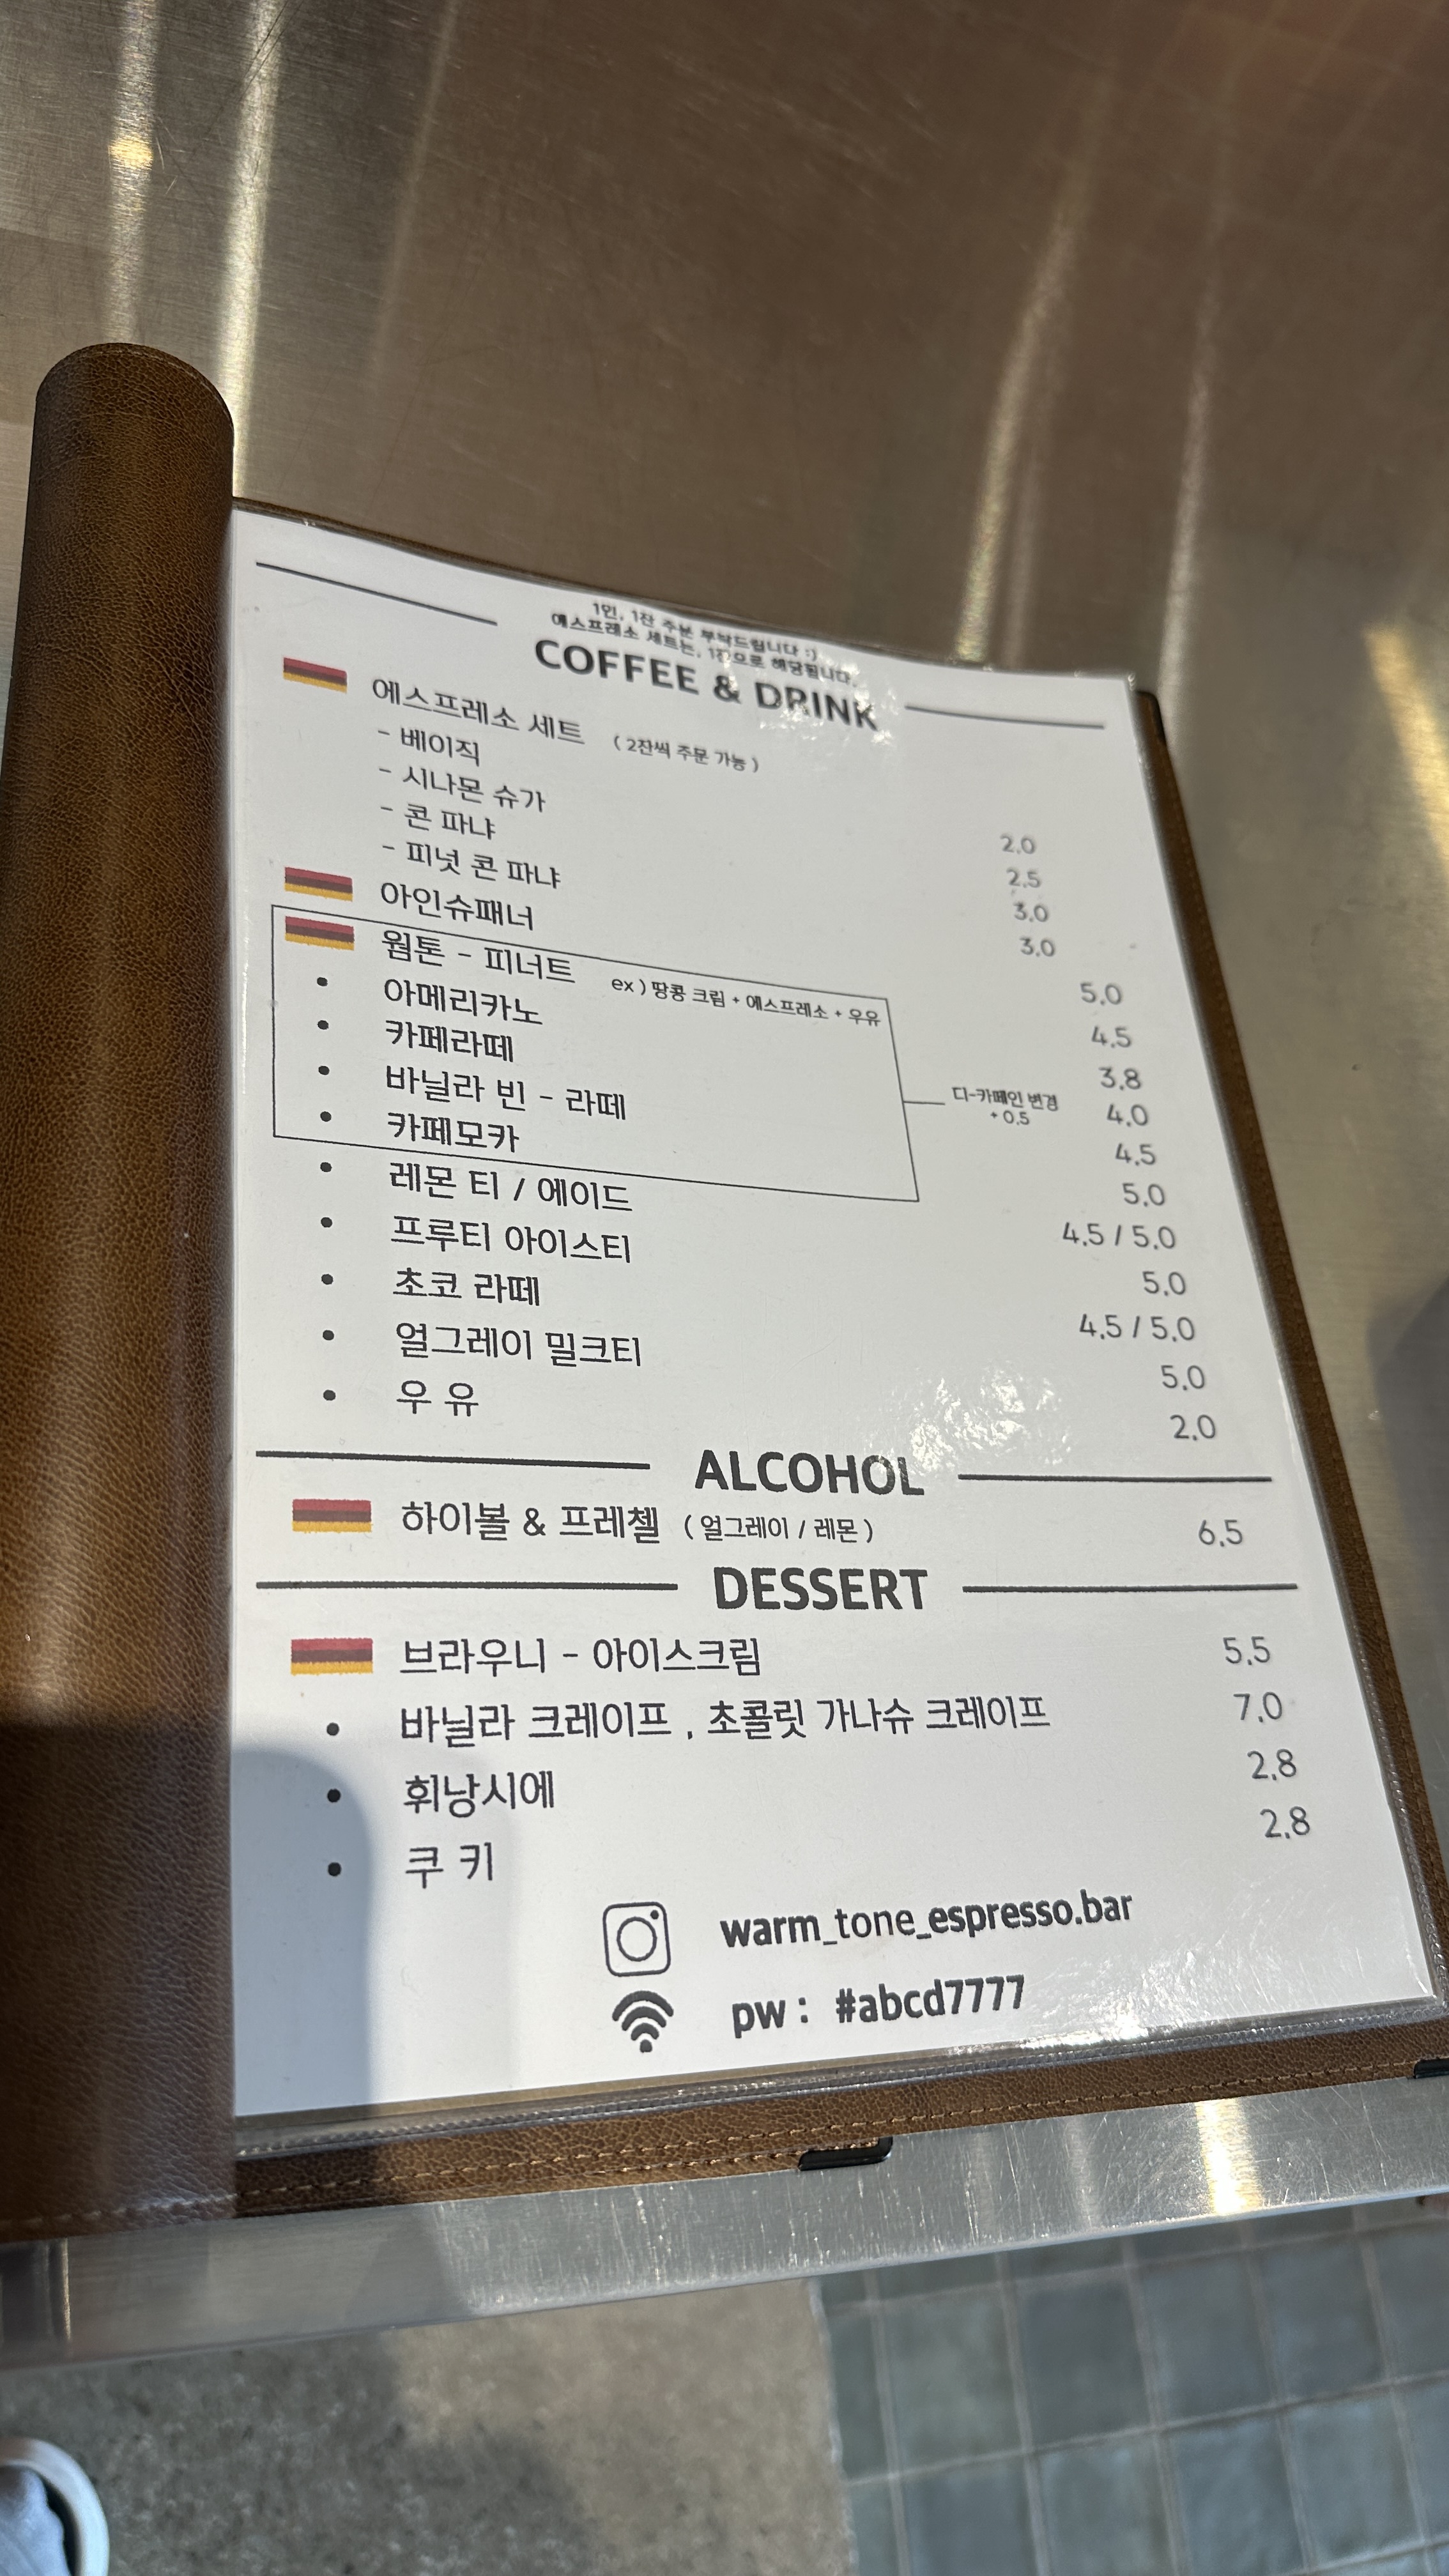 1인, 1잔 주문 부탁드립니다 :)
에스프레소 세트는, 1잔으로 해당됩니다.
COFFEE & DRINK
에스프레소 세트 ( 2잔씩 주문 가능 )
- 베이직 2.0
- 시나몬 슈가 2.5
- 콘 파냐 3.0
- 피넛 콘 파냐 3.0
아인슈패너 5.0
웜톤 - 피너트 ex ) 땅콩 크림 + 에스프레소 + 우유 4.5
아메리카노 3.8
카페라떼 4.0
바닐라 빈 - 라떼 4.5
카페모카 5.0
디-카페인 변경
+ 0.5
레몬 티 / 에이드 4.5 / 5.0
프루티 아이스티 5.0
초코 라떼 4.5 / 5.0
얼그레이 밀크티 5.0
우 유 2.0
ALCOHOL
하이볼 & 프레첼 ( 얼그레이 / 레몬 ) 6.5
DESSERT
브라우니 - 아이스크림 5.5
바닐라 크레이프 , 초콜릿 가나슈 크레이프 7.0
휘낭시에 2.8
쿠 키 2.8
warm_tone_espresso.bar
pw : #abcd7777